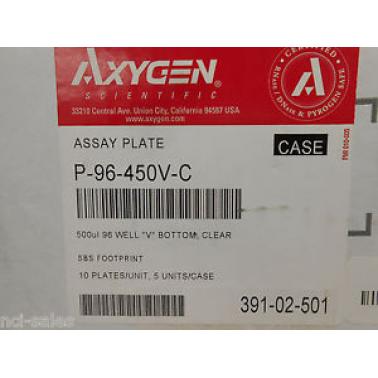 AXYGEN®
SCIENTIFIC
33210 Central Ave. Union City, California 94587 USA
www.axygen.com
CERTIFIED
RNase, DNase & PYROGEN SAFE
A
ASSAY PLATE
CASE
P-96-450V-C
500ul 96 WELL "V" BOTTOM, CLEAR
SBS FOOTPRINT
10 PLATES/UNIT, 5 UNITS/CASE
391-02-501
nci-sales